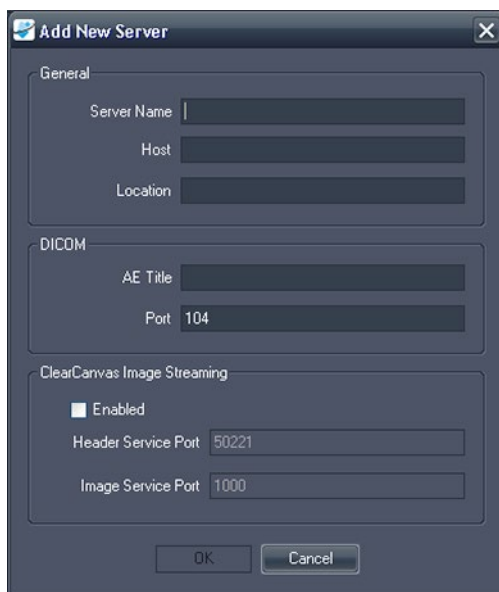 Add New Server
General
Server Name
Host
Location
DICOM
AE Title
Port 104
ClearCanvas Image Streaming
Enabled
Header Service Port 50221
Image Service Port 1000
OK Cancel